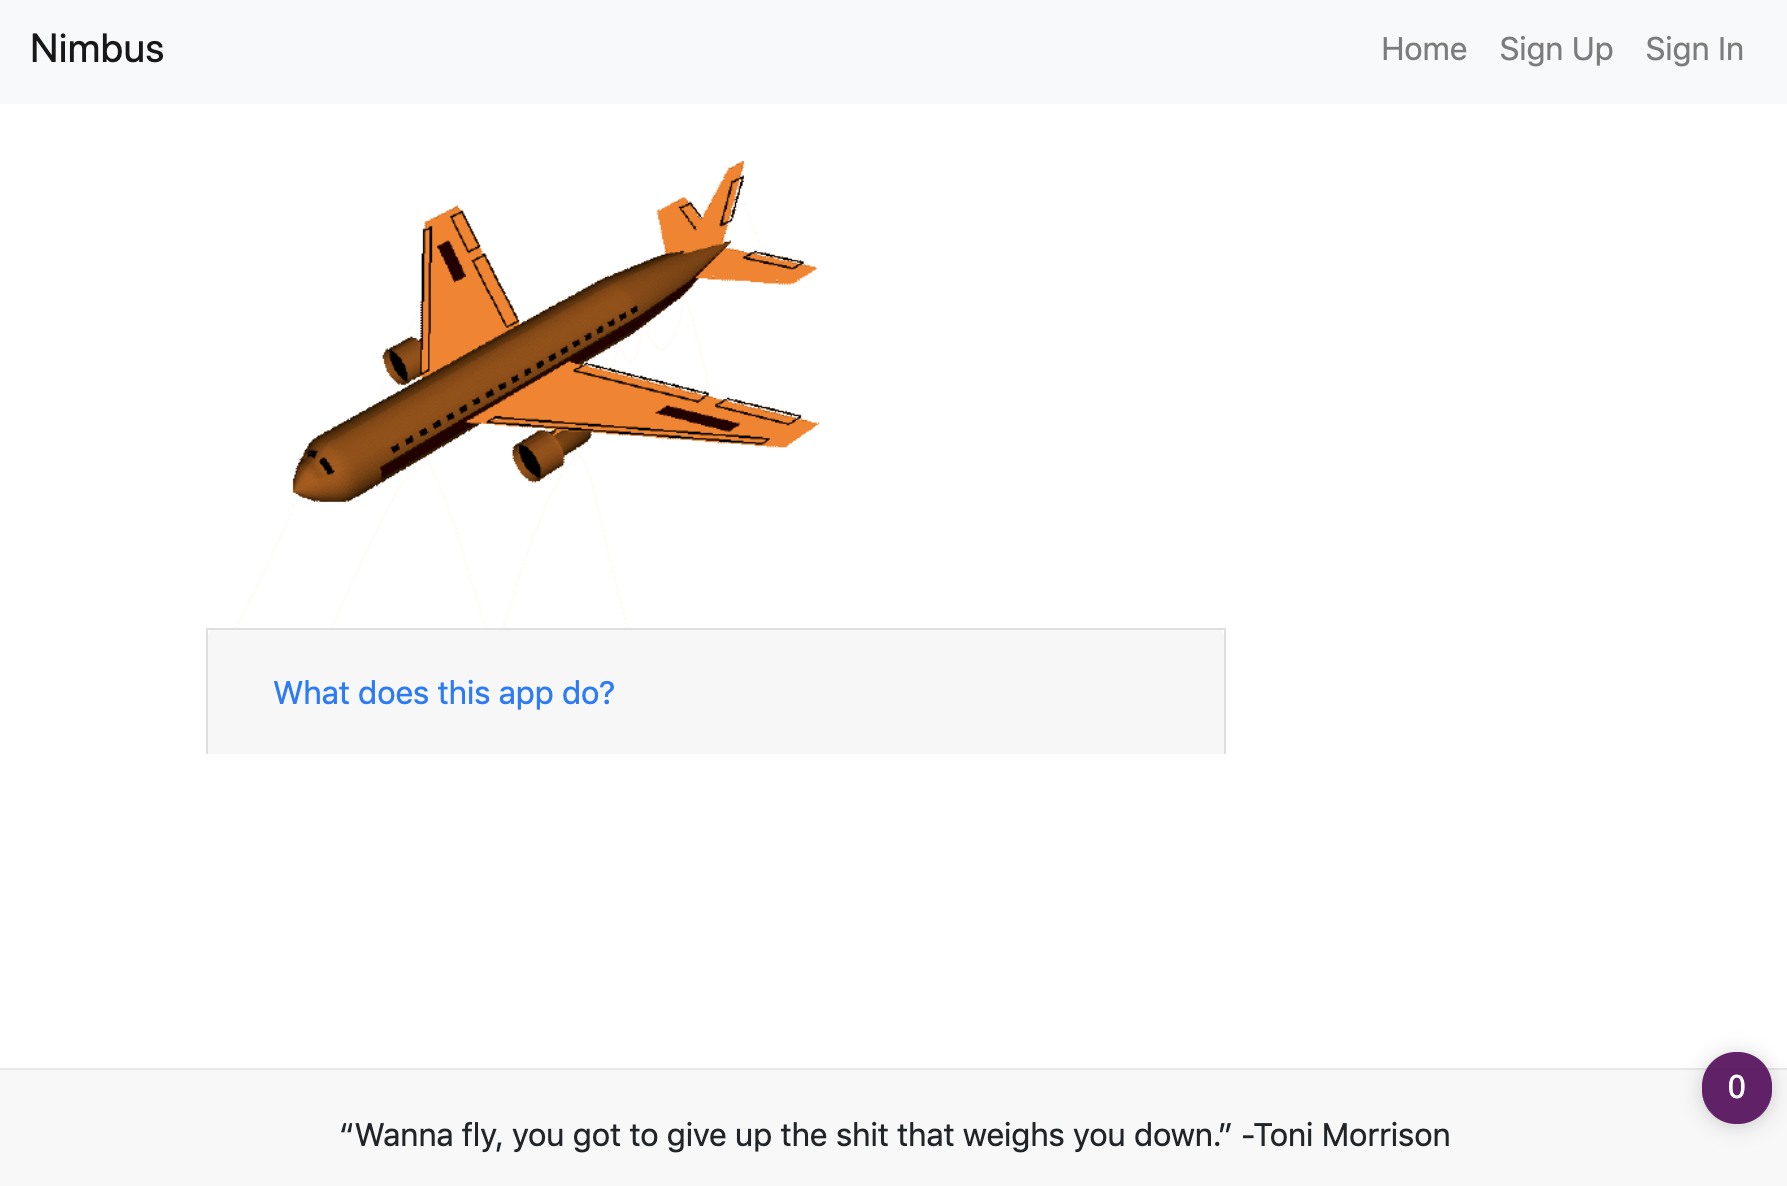 Nimbus
Home Sign Up Sign In
What does this app do?
0
“Wanna fly, you got to give up the shit that weighs you down.” -Toni Morrison